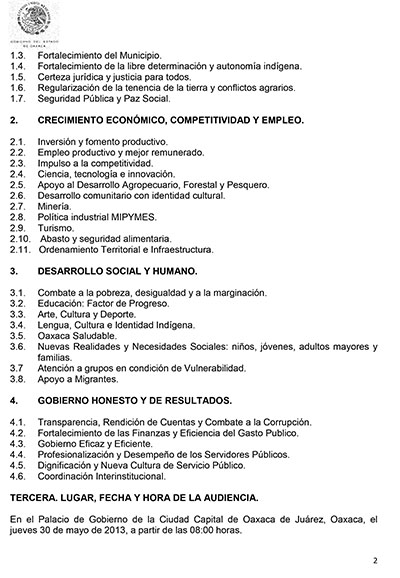 GOBIERNO DEL ESTADO
DE OAXACA
1.3. Fortalecimiento del Municipio.
1.4. Fortalecimiento de la libre determinación y autonomía indígena.
1.5. Certeza jurídica y justicia para todos.
1.6. Regularización de la tenencia de la tierra y conflictos agrarios.
1.7. Seguridad Pública y Paz Social.
2. CRECIMIENTO ECONÓMICO, COMPETITIVIDAD Y EMPLEO.
2.1. Inversión y fomento productivo.
2.2. Empleo productivo y mejor remunerado.
2.3. Impulso a la competitividad.
2.4. Ciencia, tecnología e innovación.
2.5. Apoyo al Desarrollo Agropecuario, Forestal y Pesquero.
2.6. Desarrollo comunitario con identidad cultural.
2.7. Minería.
2.8. Política industrial MIPYMES.
2.9. Turismo.
2.10. Abasto y seguridad alimentaria.
2.11. Ordenamiento Territorial e Infraestructura.
3. DESARROLLO SOCIAL Y HUMANO.
3.1. Combate a la pobreza, desigualdad y a la marginación.
3.2. Educación: Factor de Progreso.
3.3. Arte, Cultura y Deporte.
3.4. Lengua, Cultura e Identidad Indígena.
3.5. Oaxaca Saludable.
3.6. Nuevas Realidades y Necesidades Sociales: niños, jóvenes, adultos mayores y
familias.
3.7 Atención a grupos en condición de Vulnerabilidad.
3.8. Apoyo a Migrantes.
4. GOBIERNO HONESTO Y DE RESULTADOS.
4.1. Transparencia, Rendición de Cuentas y Combate a la Corrupción.
4.2. Fortalecimiento de las Finanzas y Eficiencia del Gasto Publico.
4.3. Gobierno Eficaz y Eficiente.
4.4. Profesionalización y Desempeño de los Servidores Públicos.
4.5. Dignificación y Nueva Cultura de Servicio Público.
4.6. Coordinación Interinstitucional.
TERCERA. LUGAR, FECHA Y HORA DE LA AUDIENCIA.
En el Palacio de Gobierno de la Ciudad Capital de Oaxaca de Juárez, Oaxaca, el
jueves 30 de mayo de 2013, a partir de las 08:00 horas.
2